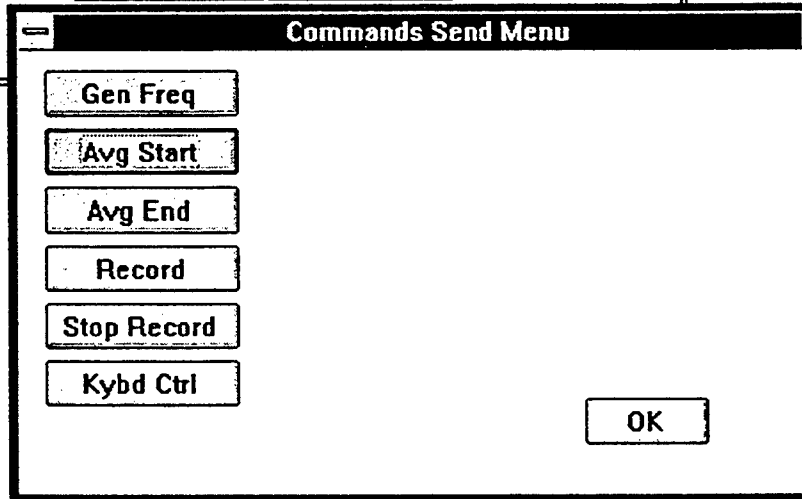 Commands Send Menu
Gen Freq
Avg Start
Avg End
Record
Stop Record
Kybd Ctrl
OK